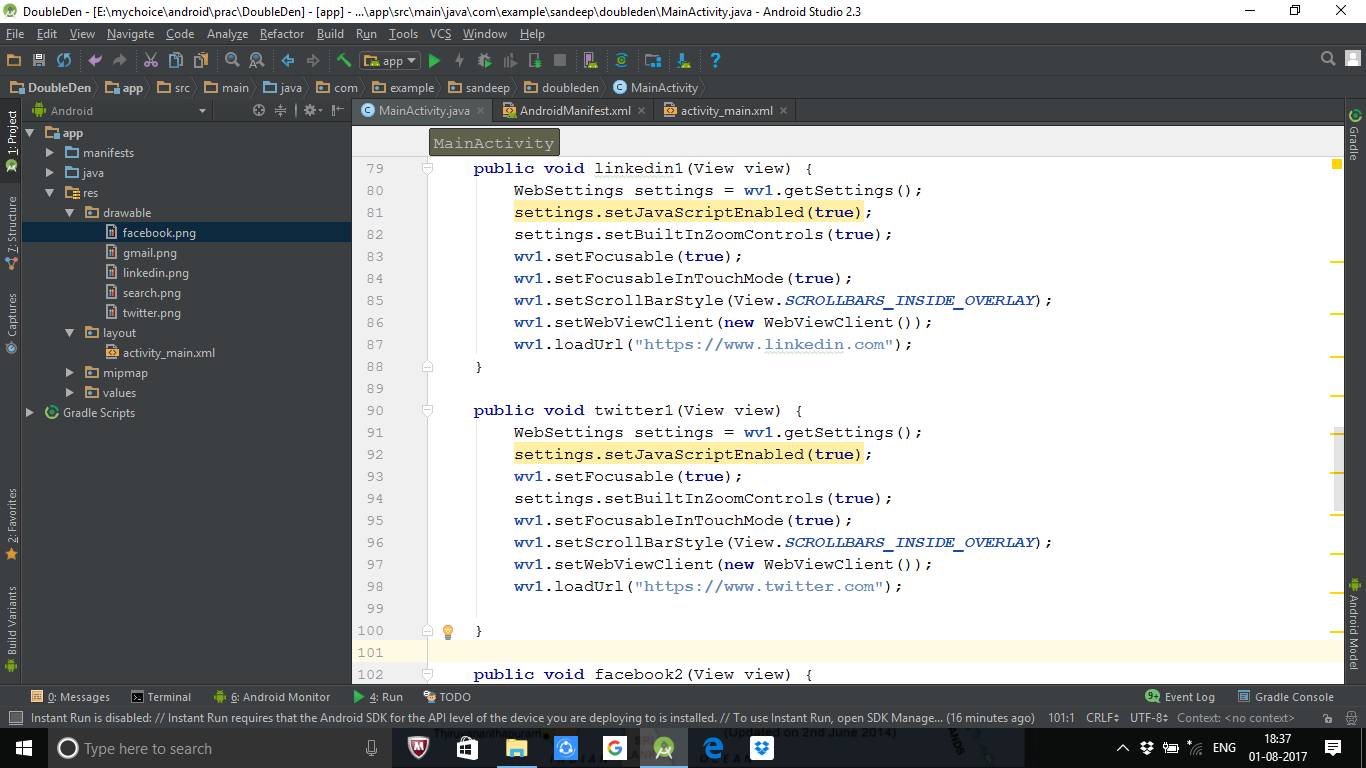 DoubleDen - [E:\mychoice\android\prac\DoubleDen] - [app] - ...\app\src\main\java\com\example\sandeep\doubleden\MainActivity.java - Android Studio 2.3
File Edit View Navigate Code Analyze Refactor Build Run Tools VCS Window Help
app
DoubleDen app src main java com example sandeep doubleden MainActivity
Android
MainActivity.java AndroidManifest.xml activity_main.xml
1: Project
7: Structure
Captures
2: Favorites
Build Variants
app
manifests
java
res
drawable
facebook.png
gmail.png
linkedin.png
search.png
twitter.png
layout
activity_main.xml
mipmap
values
Gradle Scripts
MainActivity
79 public void linkedin1(View view) {
80 WebSettings settings = wv1.getSettings();
81 settings.setJavaScriptEnabled(true);
82 settings.setBuiltInZoomControls(true);
83 wv1.setFocusable(true);
84 wv1.setFocusableInTouchMode(true);
85 wv1.setScrollBarStyle(View.SCROLLBARS_INSIDE_OVERLAY);
86 wv1.setWebViewClient(new WebViewClient());
87 wv1.loadUrl("https://www.linkedin.com");
88 }
89
90 public void twitter1(View view) {
91 WebSettings settings = wv1.getSettings();
92 settings.setJavaScriptEnabled(true);
93 wv1.setFocusable(true);
94 settings.setBuiltInZoomControls(true);
95 wv1.setFocusableInTouchMode(true);
96 wv1.setScrollBarStyle(View.SCROLLBARS_INSIDE_OVERLAY);
97 wv1.setWebViewClient(new WebViewClient());
98 wv1.loadUrl("https://www.twitter.com");
99
100 }
101
102 public void facebook2(View view) {
Gradle
Android Model
0: Messages Terminal 6: Android Monitor 4: Run TODO 9+ Event Log Gradle Console
Instant Run is disabled: // Instant Run requires that the Android SDK for the API level of the device you are deploying to is installed. // To use Instant Run, open SDK Manage... (16 minutes ago) 101:1 CRLF UTF-8 Context: <no context>
Type here to search
Thiruvananthapuram
(Updated on 2nd June 2014)
ENG
18:37
01-08-2017